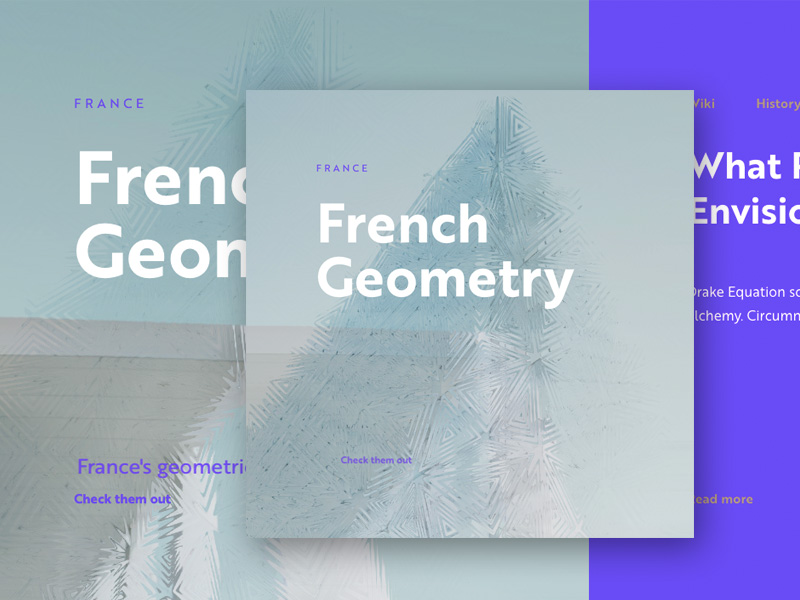 FRANCE
Frenc
Geon
France's geometri
Check them out
FRANCE
French
Geometry
Check them out
Wiki
History
What
Envisio
Drake Equation
lchemy. Circumn
ead more